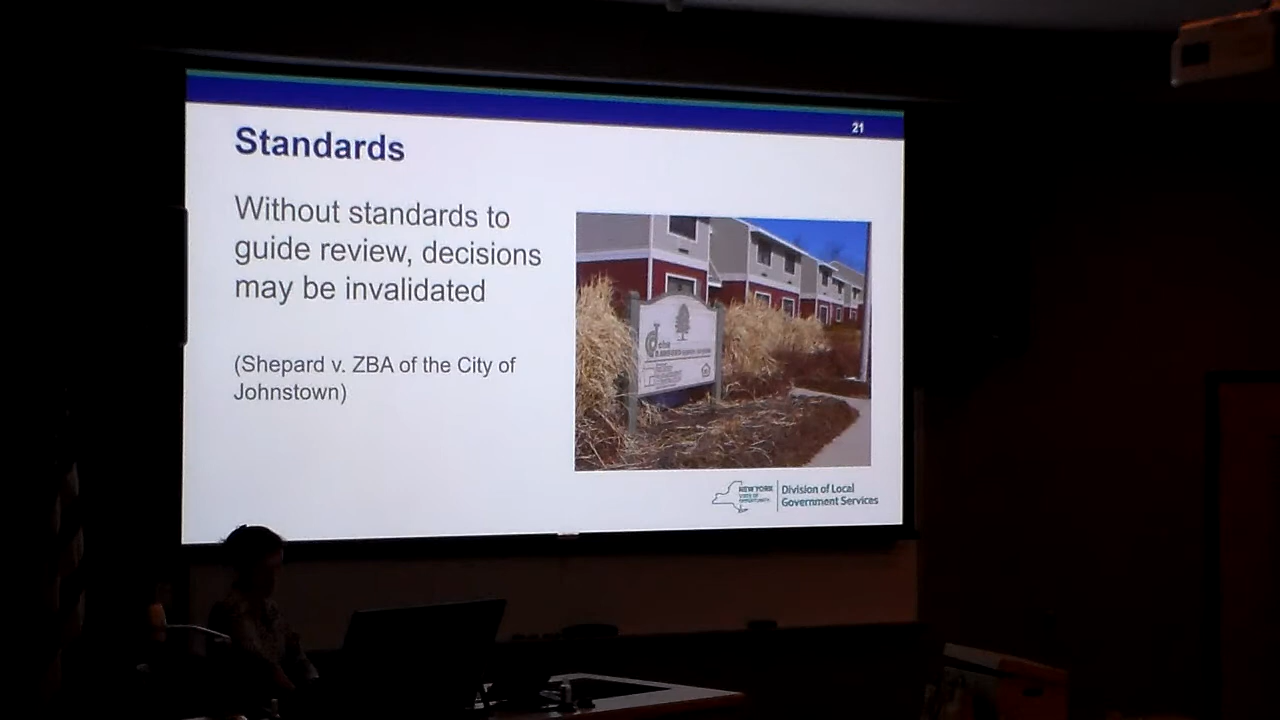 21
Standards
Without standards to
guide review, decisions
may be invalidated
(Shepard v. ZBA of the City of
Johnstown)
NEW YORK
STATE OF
OPPORTUNITY
Division of Local
Government Services